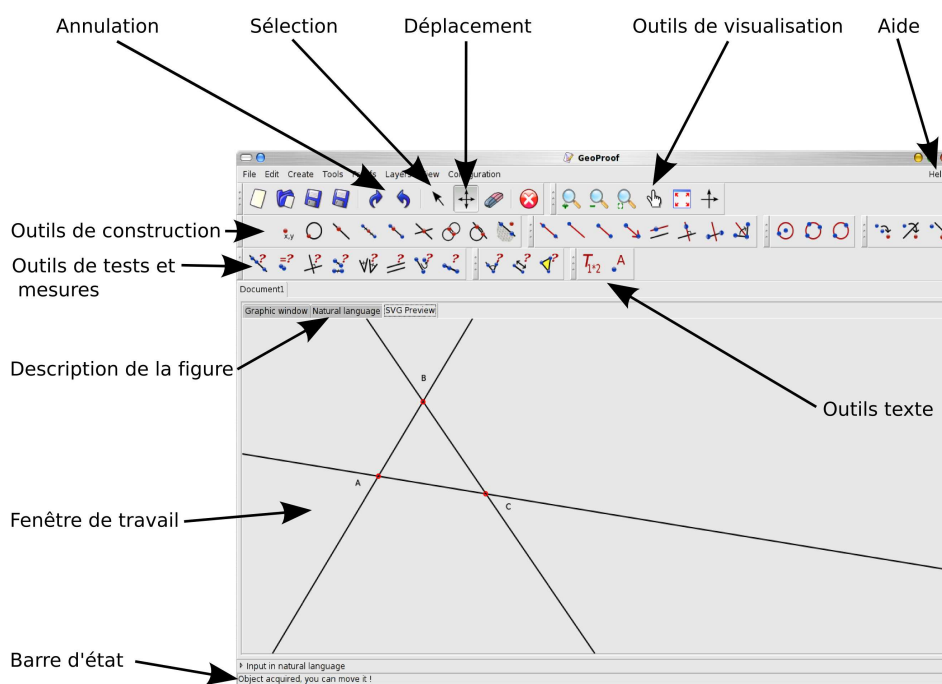 Annulation Sélection Déplacement Outils de visualisation Aide
GeoProof
File Edit Create Tools Layers Configuration
x,y
Outils de construction
Outils de tests et
mesures
? =? ? ? ? ? ? ? ? ? ? T1*2 A
Document1
Graphic window Natural language SVG Preview
Description de la figure
B
Outils texte
A
C
Fenêtre de travail
Barre d'état
Input in natural language
Object acquired, you can move it !